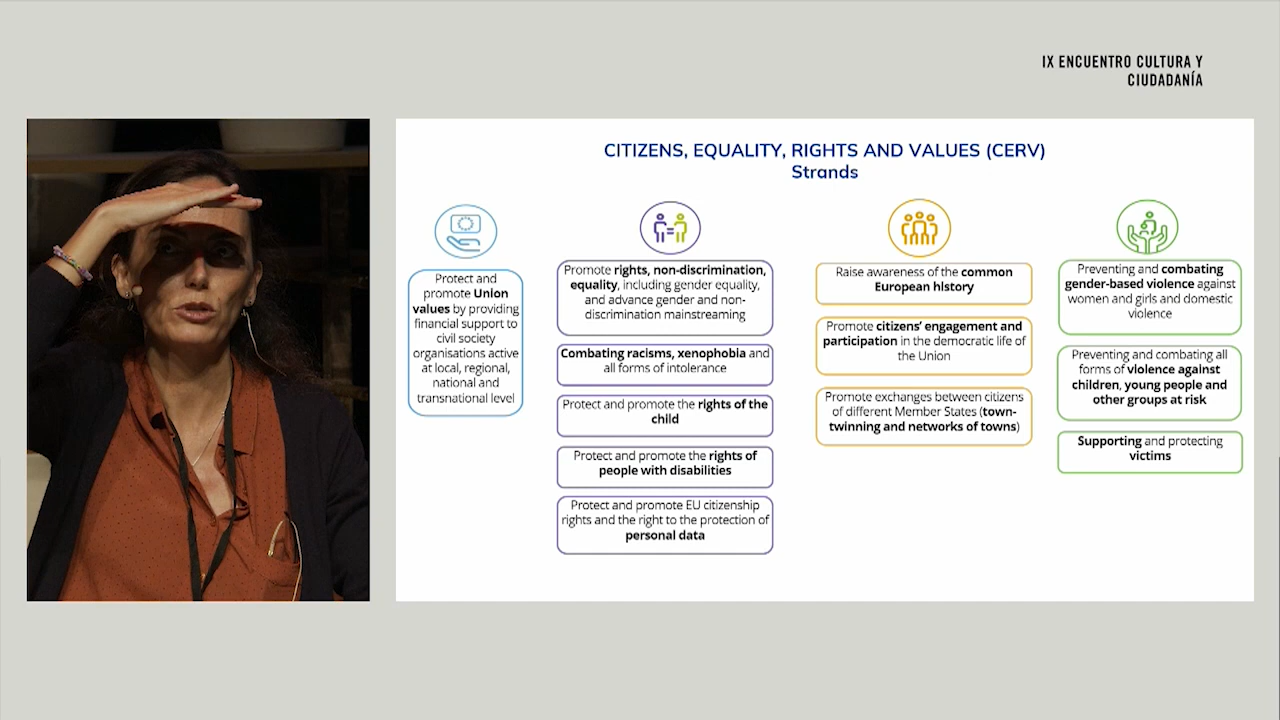 IX ENCUENTRO CULTURA Y
CIUDADANÍA
CITIZENS, EQUALITY, RIGHTS AND VALUES (CERV)
Strands
Protect and
promote Union
values by providing
financial support to
civil society
organisations active
at local, regional,
national and
transnational level
Promote rights, non-discrimination,
equality, including gender equality,
and advance gender and non-
discrimination mainstreaming
Combating racisms, xenophobia and
all forms of intolerance
Protect and promote the rights of the
child
Protect and promote the rights of
people with disabilities
Protect and promote EU citizenship
rights and the right to the protection of
personal data
Raise awareness of the common
European history
Promote citizens' engagement and
participation in the democratic life of
the Union
Promote exchanges between citizens
of different Member States (town-
twinning and networks of towns)
Preventing and combating
gender-based violence against
women and girls and domestic
violence
Preventing and combating all
forms of violence against
children, young people and
other groups at risk
Supporting and protecting
victims